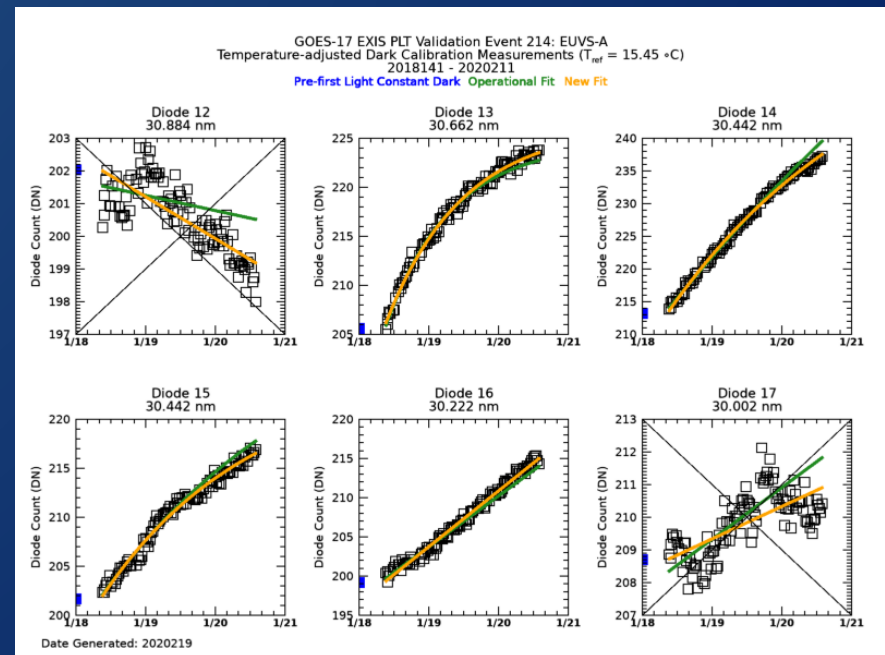 GOES-17 EXIS PLT Validation Event 214: EUVS-A
Temperature-adjusted Dark Calibration Measurements (Tref = 15.45 ∘C)
2018141 - 2020211
Pre-first Light Constant Dark Operational Fit New Fit
Diode 12
30.884 nm
203
202
201
200
199
198
197
Diode Count (DN)
1/18 1/19 1/20 1/21
Diode 13
30.662 nm
225
220
215
210
205
Diode Count (DN)
1/18 1/19 1/20 1/21
Diode 14
30.442 nm
240
235
230
225
220
215
210
Diode Count (DN)
1/18 1/19 1/20 1/21
Diode 15
30.442 nm
220
215
210
205
200
Diode Count (DN)
1/18 1/19 1/20 1/21
Diode 16
30.222 nm
220
215
210
205
200
195
Diode Count (DN)
1/18 1/19 1/20 1/21
Diode 17
30.002 nm
213
212
211
210
209
208
207
Diode Count (DN)
1/18 1/19 1/20 1/21
Date Generated: 2020219